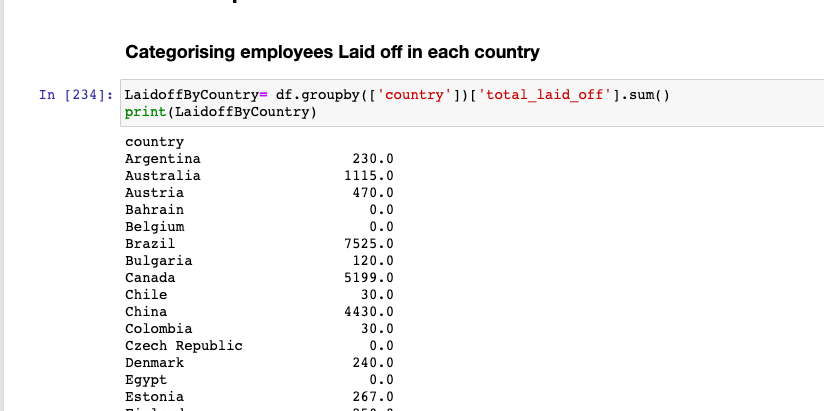 Categorising employees Laid off in each country
In [234]: LaidoffByCountry= df.groupby(['country'])['total_laid_off'].sum()
print(LaidoffByCountry)
country
Argentina 230.0
Australia 1115.0
Austria 470.0
Bahrain 0.0
Belgium 0.0
Brazil 7525.0
Bulgaria 120.0
Canada 5199.0
Chile 30.0
China 4430.0
Colombia 30.0
Czech Republic 0.0
Denmark 240.0
Egypt 0.0
Estonia 267.0